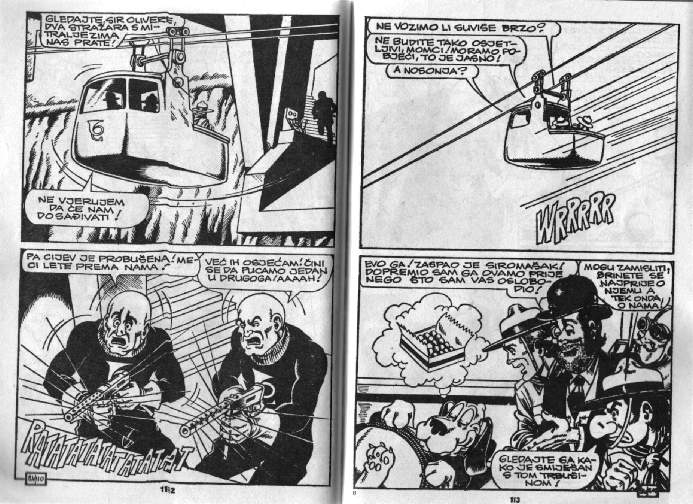 GLEDAJTE, SIR OLIVERE,
DVA STRAŽARA S MI-
TRALJEZIMA
NAS PRATE!
NE VJERUJEM
DA ĆE NAM
DOSAĐIVATI!
PA CIJEV JE PROBUŠENA! ME-
CI LETE PREMA NAMA!
VEĆ IH OSJEĆAM! ČINI
SE DA PUCAMO JEDAN
U DRUGOGA! AAAAH!
RATATATATATATATAT
112
NE VOZIMO LI SUVIŠE BRZO?
NE BUDITE TAKO OSJET-
LJIVI, MOMCI! MORAMO PO-
BJEĆI, TO JE JASNO!
A NOSONJA?
WRRRRRR
EVO GA! ZASPAO JE SIROMAŠAK!
DOPREMIO SAM GA OVAMO PRIJE
NEGO ŠTO SAM VAS OSLOBO-
DIO!
MOGU ZAMISLITI,
BRINETE SE
NAJPRIJE O
NJEMU A
TEK ONDA
O NAMA!
GLEDAJTE SA KA-
KO JE SMIJEŠAN
S TOM TRBUŠI-
NOM!
113